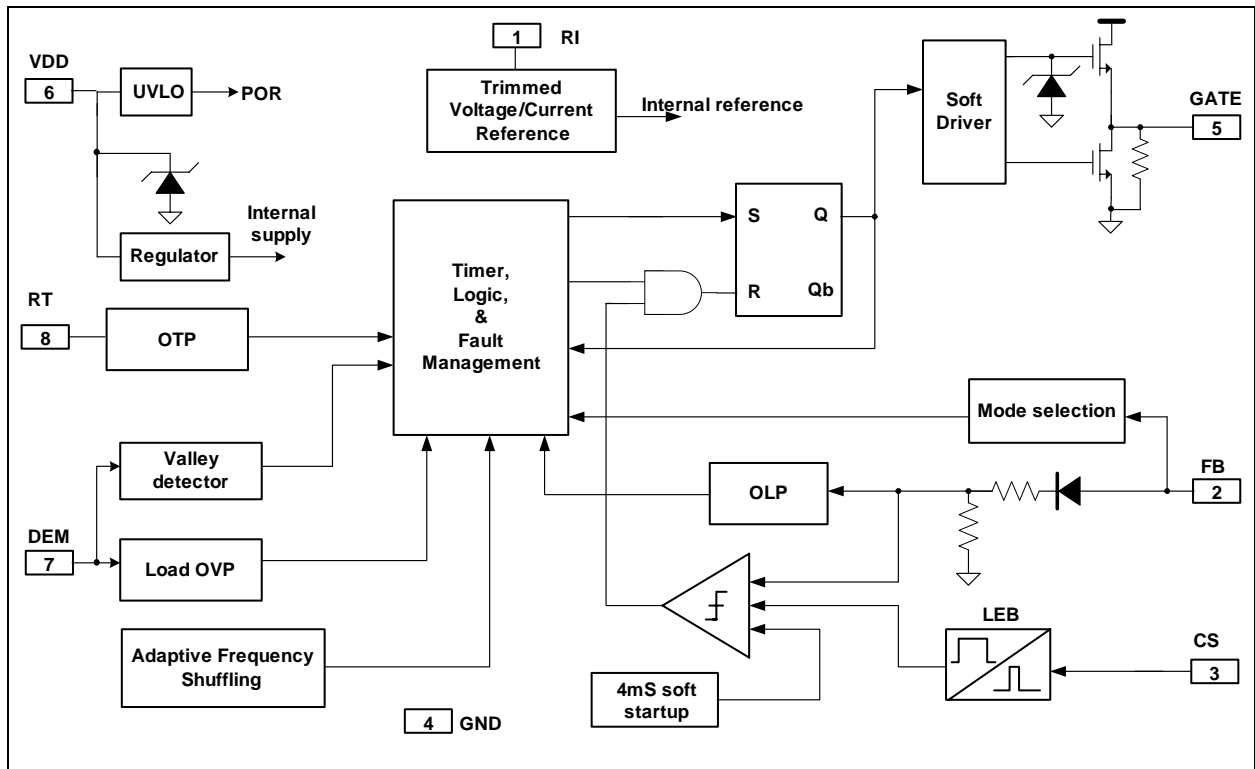 1
RI
VDD
6
UVLO
POR
Trimmed
Voltage/Current
Reference
Internal reference
Soft
Driver
GATE
5
Internal
supply
Regulator
S
Q
R
Qb
Timer,
Logic,
&
Fault
Management
RT
8
OTP
Mode selection
Valley
detector
OLP
FB
2
DEM
7
Load OVP
LEB
CS
3
Adaptive Frequency
Shuffling
4mS soft
startup
4
GND